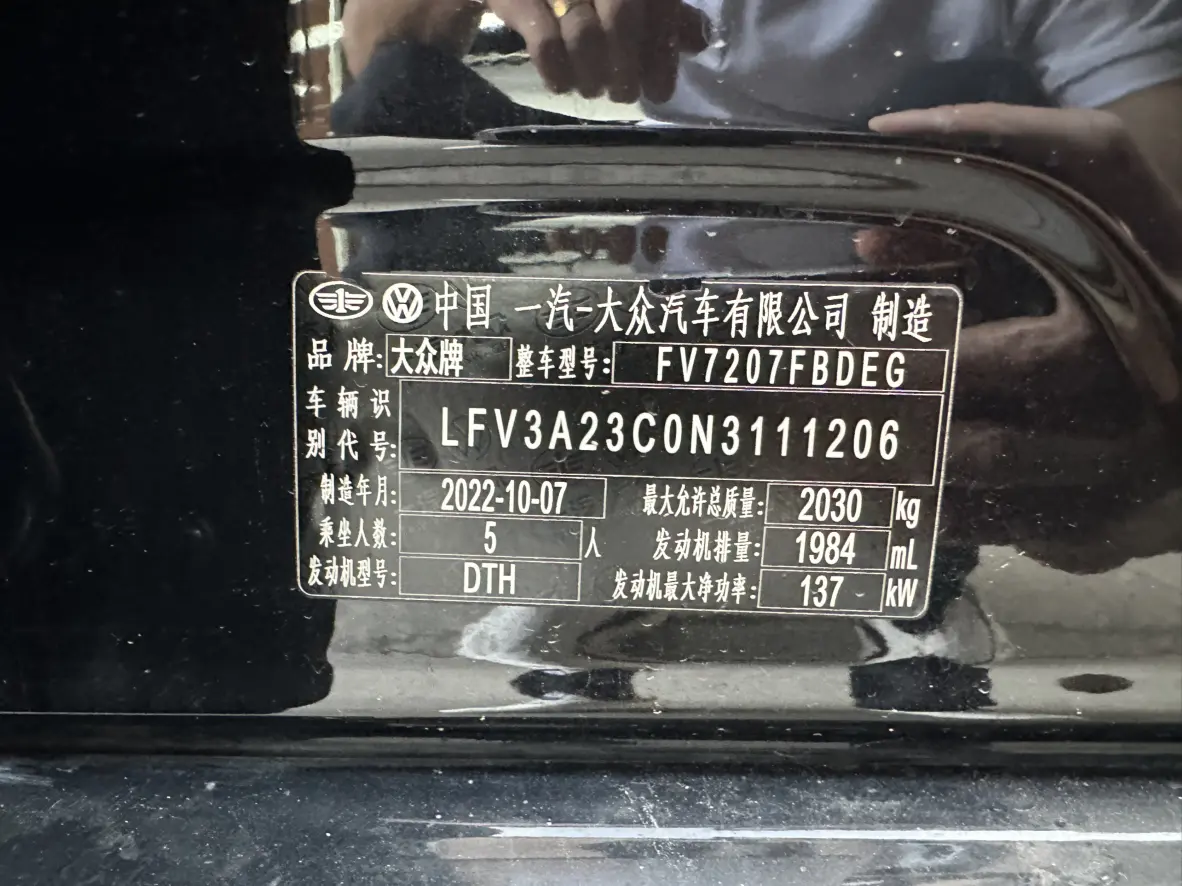 中国 一汽-大众汽车有限公司 制造
品牌:大众牌 整车型号: FV7207FBDEG
车辆识别代号: LFV3A23C0N3111206
制造年月: 2022-10-07 最大允许总质量: 2030 kg
乘坐人数: 5 人 发动机排量: 1984 mL
发动机型号: DTH 发动机最大净功率: 137 kW